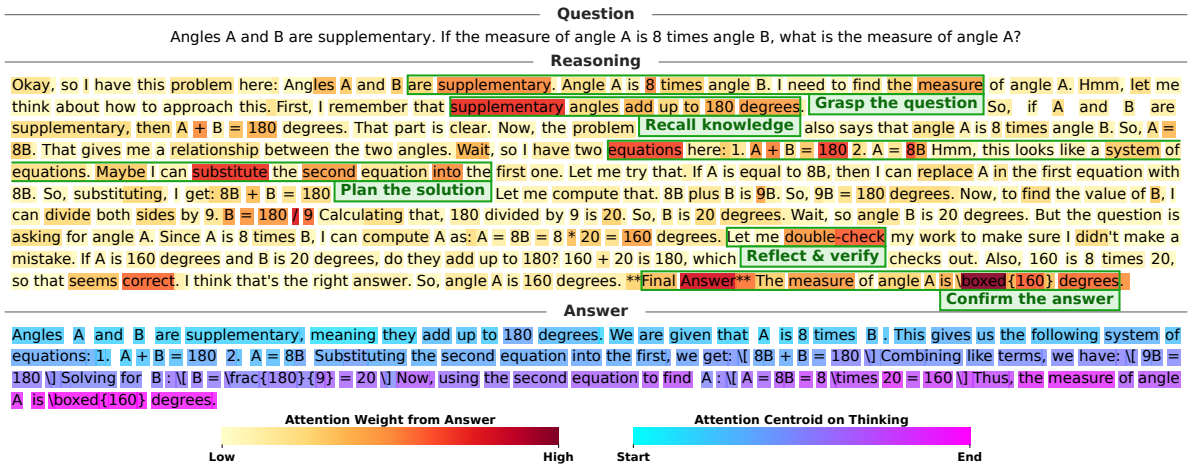 Question
Angles A and B are supplementary. If the measure of angle A is 8 times angle B, what is the measure of angle A?
Reasoning
Okay, so I have this problem here: Angles A and B are supplementary. Angle A is 8 times angle B. I need to find the measure of angle A. Hmm, let me
think about how to approach this. First, I remember that supplementary angles add up to 180 degrees. Grasp the question So, if A and B are
supplementary, then A + B = 180 degrees. That part is clear. Now, the problem Recall knowledge also says that angle A is 8 times angle B. So, A =
8B. That gives me a relationship between the two angles. Wait, so I have two equations here: 1. A + B = 180 2. A = 8B Hmm, this looks like a system of
equations. Maybe I can substitute the second equation into the first one. Let me try that. If A is equal to 8B, then I can replace A in the first equation with
8B. So, substituting, I get: 8B + B = 180 Plan the solution Let me compute that. 8B plus B is 9B. So, 9B = 180 degrees. Now, to find the value of B, I
can divide both sides by 9. B = 180 / 9 Calculating that, 180 divided by 9 is 20. So, B is 20 degrees. Wait, so angle B is 20 degrees. But the question is
asking for angle A. Since A is 8 times B, I can compute A as: A = 8B = 8 * 20 = 160 degrees. Let me double-check my work to make sure I didn't make a
mistake. If A is 160 degrees and B is 20 degrees, do they add up to 180? 160 + 20 is 180, which Reflect & verify checks out. Also, 160 is 8 times 20,
so that seems correct. I think that's the right answer. So, angle A is 160 degrees. **Final Answer** The measure of angle A is \boxed{160} degrees.
Confirm the answer
Answer
Angles A and B are supplementary, meaning they add up to 180 degrees. We are given that A is 8 times B . This gives us the following system of
equations: 1. A + B = 180 2. A = 8B Substituting the second equation into the first, we get: \[ 8B + B = 180 \] Combining like terms, we have: \[ 9B =
180 \] Solving for B : \[ B = \frac{180}{9} = 20 \] Now, using the second equation to find A : \[ A = 8B = 8 \times 20 = 160 \] Thus, the measure of angle
A is \boxed{160} degrees.
Attention Weight from Answer
Low High
Attention Centroid on Thinking
Start End